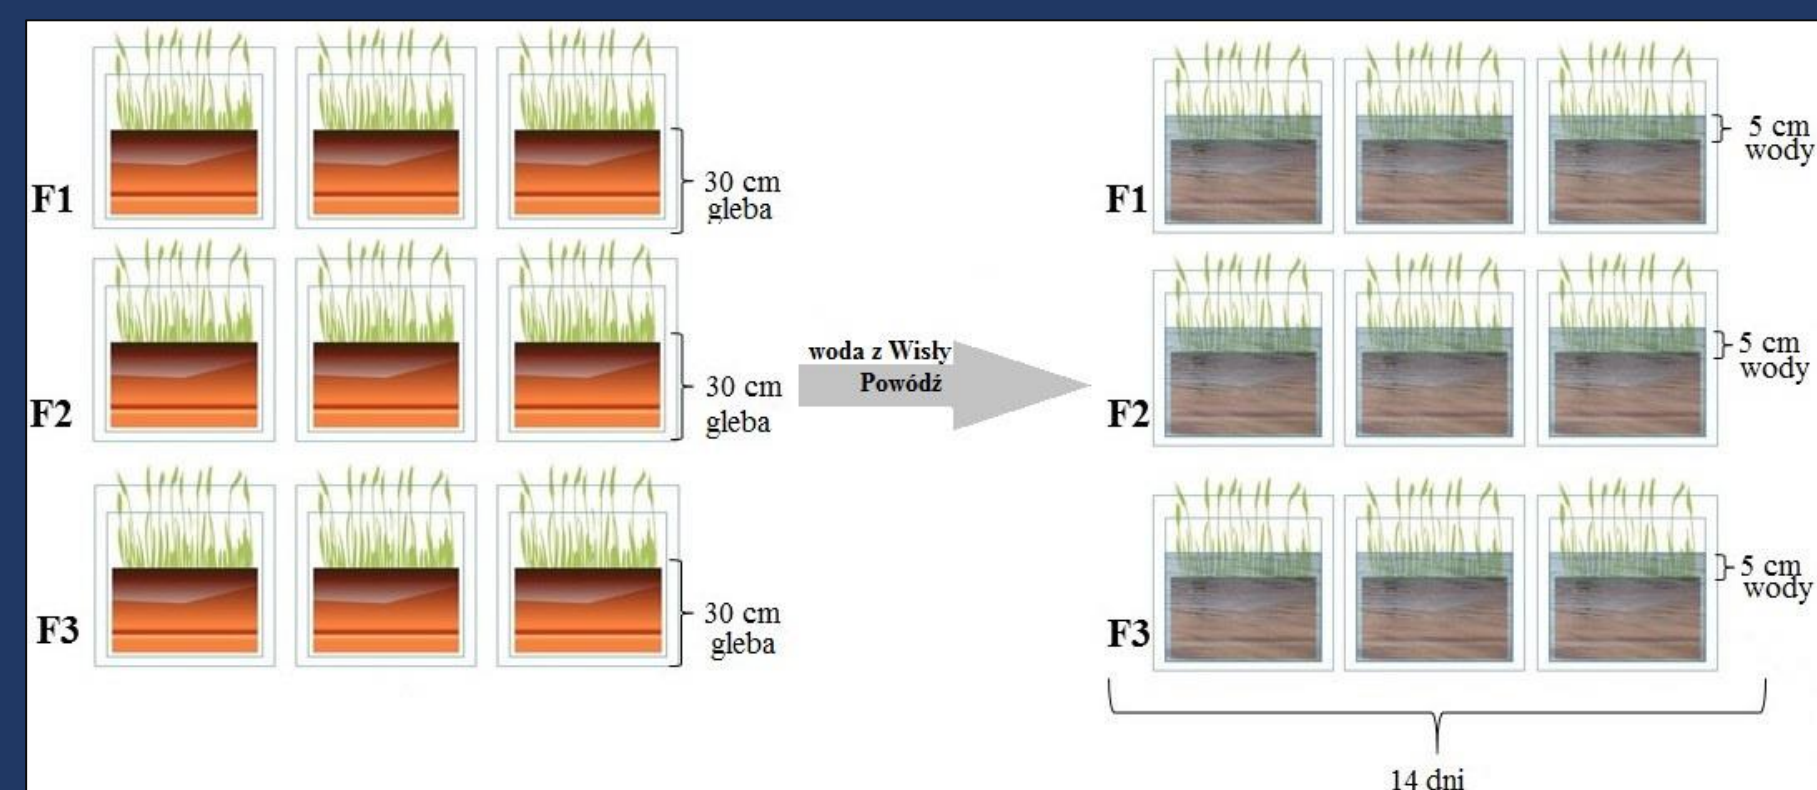 F1
30 cm
gleba
F2
30 cm
gleba
F3
30 cm
gleba
woda z Wisły
Powódź
F1
5 cm
wody
F2
5 cm
wody
F3
5 cm
wody
14 dni